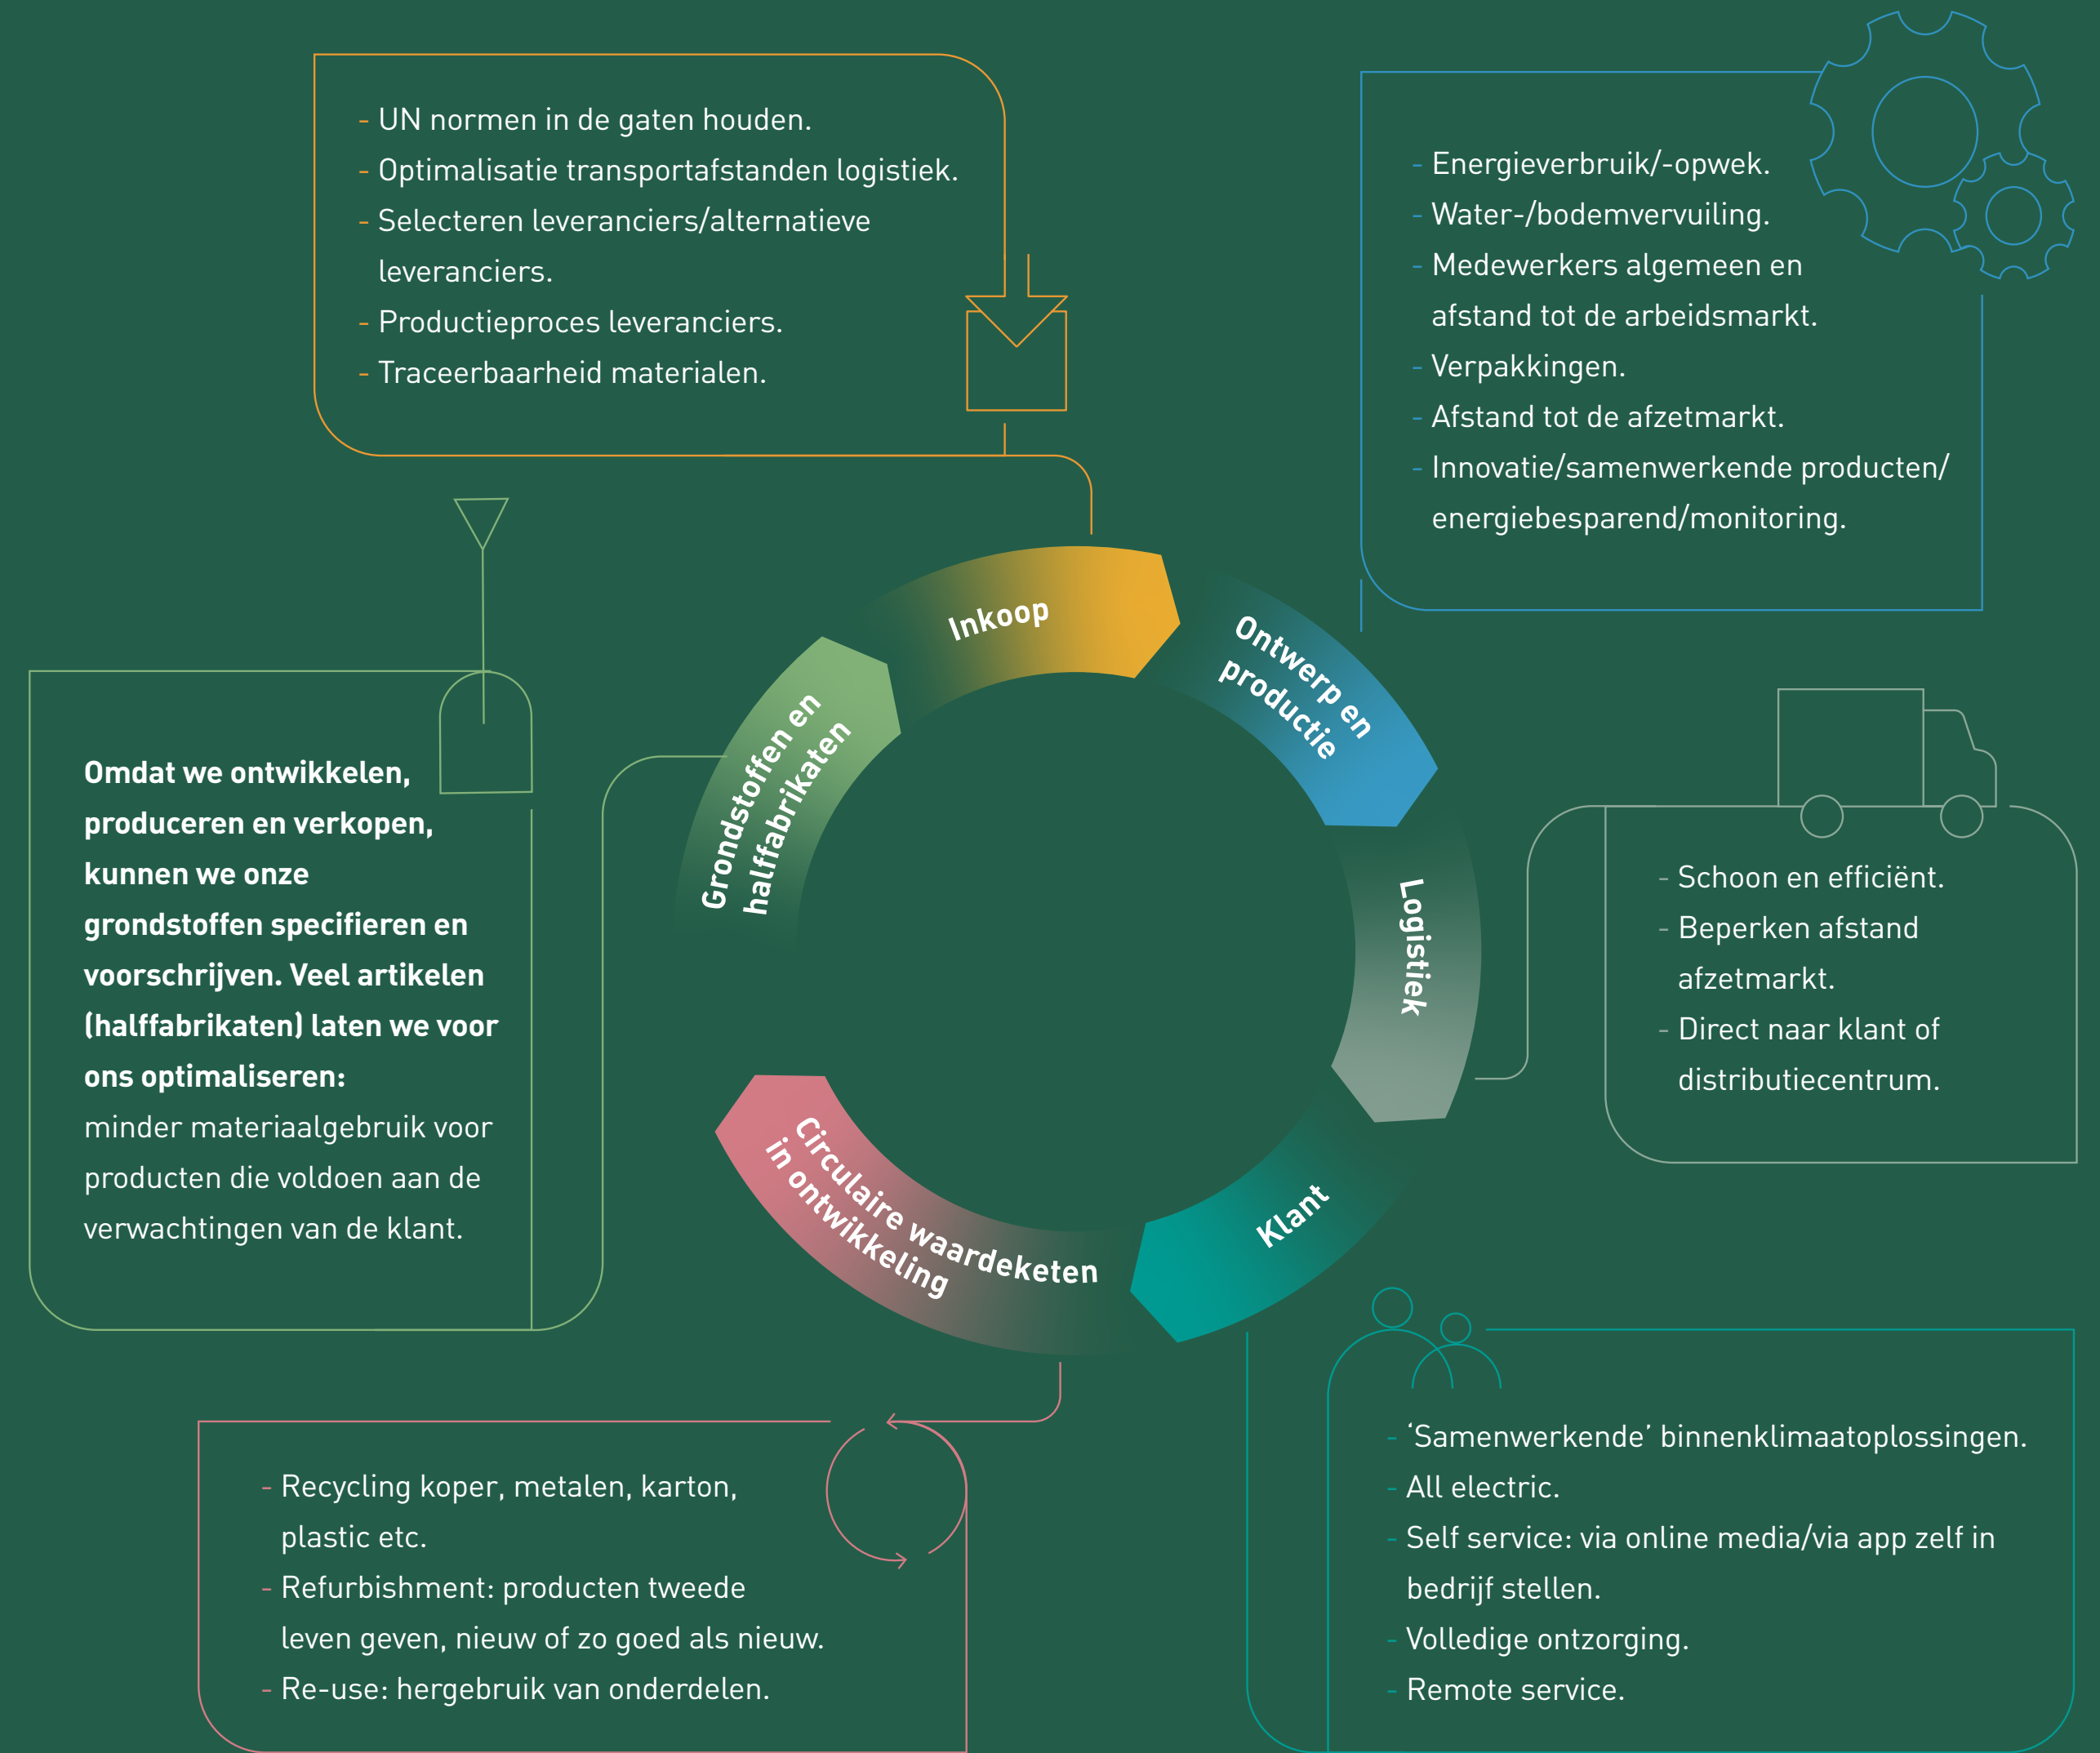 - UN normen in de gaten houden.
- Optimalisatie transportafstanden logistiek.
- Selecteren leveranciers/alternatieve
leveranciers.
- Productieproces leveranciers.
- Traceerbaarheid materialen.
- Energieverbruik/-opwek.
- Water-/bodemvervuiling.
- Medewerkers algemeen en
afstand tot de arbeidsmarkt.
- Verpakkingen.
- Afstand tot de afzetmarkt.
- Innovatie/samenwerkende producten/
energiebesparend/monitoring.
Inkoop
Ontwerp en
productie
Grondstoffen en
halffabrikaten
Logistiek
Klant
Circulaire waardeketen
in ontwikkeling
Omdat we ontwikkelen,
produceren en verkopen,
kunnen we onze
grondstoffen specifieren en
voorschrijven. Veel artikelen
(halffabrikaten) laten we voor
ons optimaliseren:
minder materiaalgebruik voor
producten die voldoen aan de
verwachtingen van de klant.
- Schoon en efficiënt.
- Beperken afstand
afzetmarkt.
- Direct naar klant of
distributiecentrum.
- Recycling koper, metalen, karton,
plastic etc.
- Refurbishment: producten tweede
leven geven, nieuw of zo goed als nieuw.
- Re-use: hergebruik van onderdelen.
- ‘Samenwerkende’ binnenklimaatoplossingen.
- All electric.
- Self service: via online media/via app zelf in
bedrijf stellen.
- Volledige ontzorging.
- Remote service.